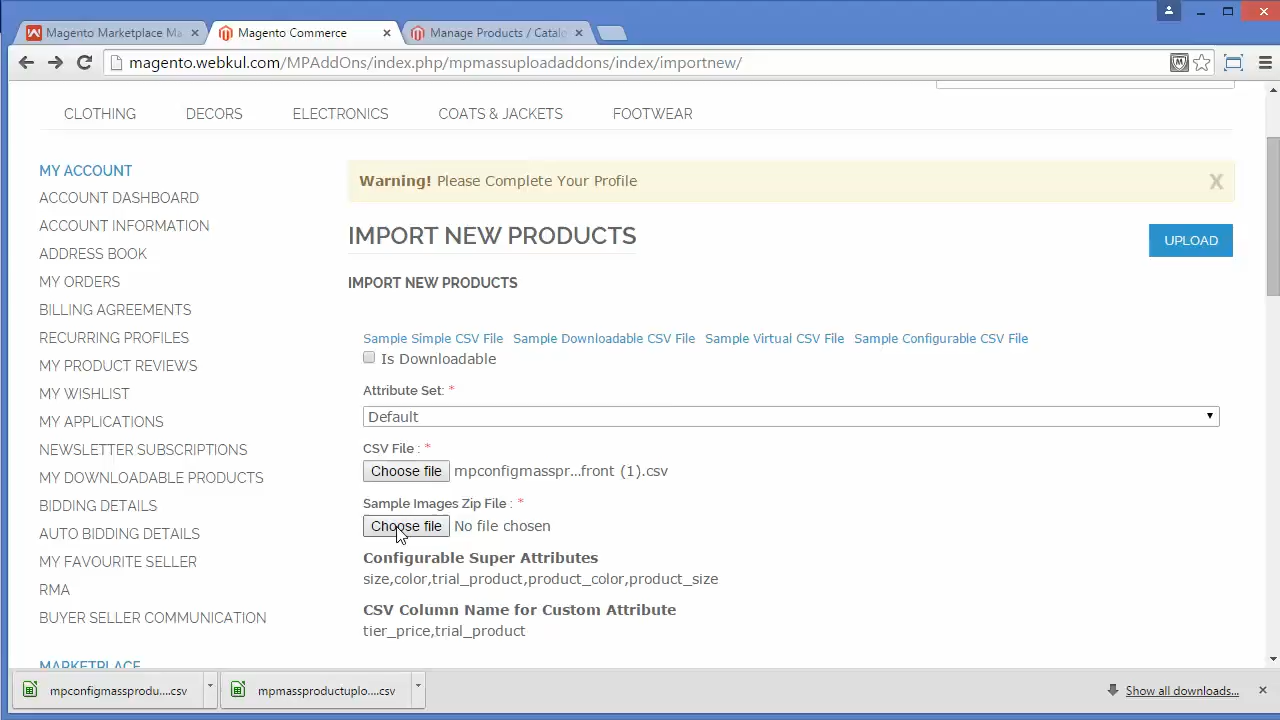 Magento Marketplace Ma
Magento Commerce
Manage Products / Catalo
magento.webkul.com/MPAddOns/index.php/mpmassuploadaddons/index/importnew/
CLOTHING DECORS ELECTRONICS COATS & JACKETS FOOTWEAR
MY ACCOUNT
ACCOUNT DASHBOARD
ACCOUNT INFORMATION
ADDRESS BOOK
MY ORDERS
BILLING AGREEMENTS
RECURRING PROFILES
MY PRODUCT REVIEWS
MY WISHLIST
MY APPLICATIONS
NEWSLETTER SUBSCRIPTIONS
MY DOWNLOADABLE PRODUCTS
BIDDING DETAILS
AUTO BIDDING DETAILS
MY FAVOURITE SELLER
RMA
BUYER SELLER COMMUNICATION
MARKETPLACE
Warning! Please Complete Your Profile X
IMPORT NEW PRODUCTS
UPLOAD
IMPORT NEW PRODUCTS
Sample Simple CSV File Sample Downloadable CSV File Sample Virtual CSV File Sample Configurable CSV File
Is Downloadable
Attribute Set: *
Default
CSV File : *
Choose file mpconfigmasspr...front (1).csv
Sample Images Zip File : *
Choose file No file chosen
Configurable Super Attributes
size,color,trial_product,product_color,product_size
CSV Column Name for Custom Attribute
tier_price,trial_product
mpconfigmassprodu....csv
mpmassproductuplo....csv
Show all downloads...